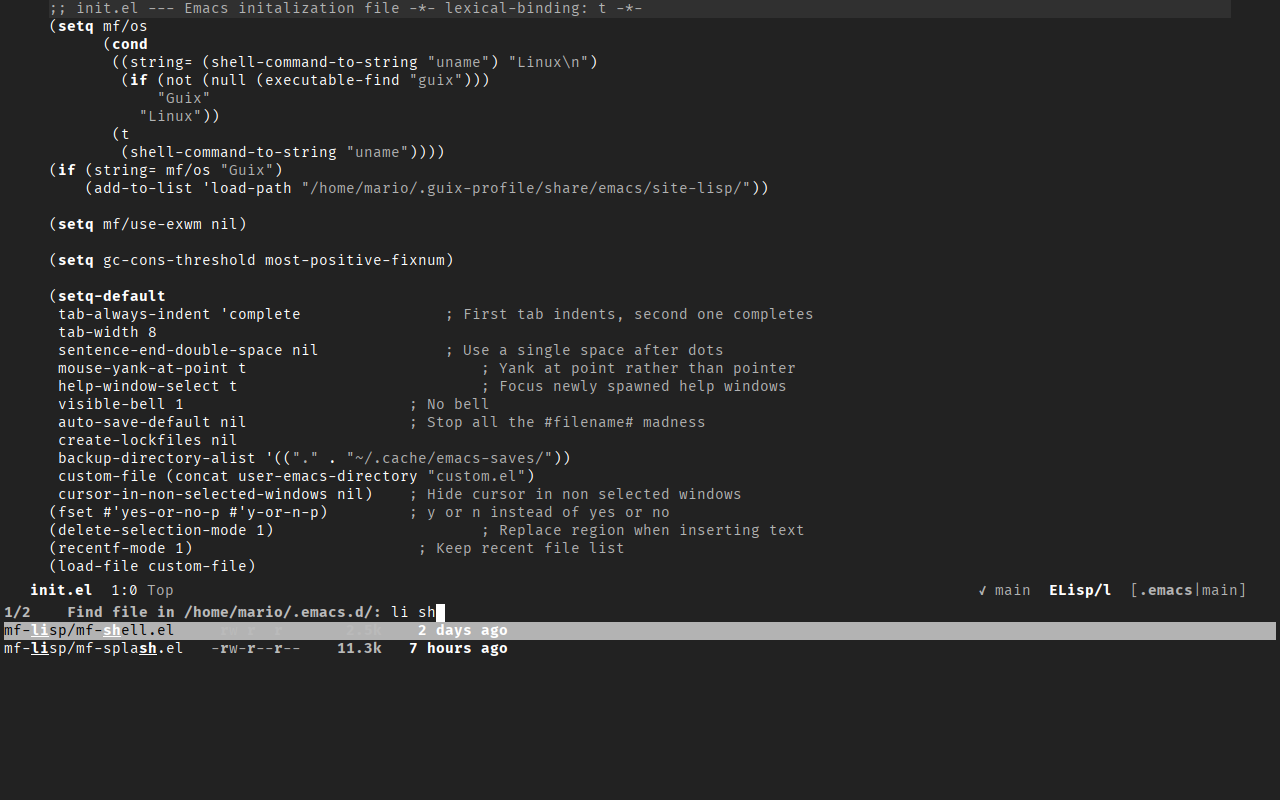 ;; init.el --- Emacs initalization file -*- lexical-binding: t -*-
(setq mf/os
      (cond
       ((string= (shell-command-to-string "uname") "Linux\n")
        (if (not (null (executable-find "guix")))
            "Guix"
          "Linux"))
       (t
        (shell-command-to-string "uname"))))
(if (string= mf/os "Guix")
    (add-to-list 'load-path "/home/mario/.guix-profile/share/emacs/site-lisp/"))

(setq mf/use-exwm nil)

(setq gc-cons-threshold most-positive-fixnum)

(setq-default
 tab-always-indent 'complete                ; First tab indents, second one completes
 tab-width 8
 sentence-end-double-space nil              ; Use a single space after dots
 mouse-yank-at-point t                          ; Yank at point rather than pointer
 help-window-select t                           ; Focus newly spawned help windows
 visible-bell 1                         ; No bell
 auto-save-default nil                  ; Stop all the #filename# madness
 create-lockfiles nil
 backup-directory-alist '(("." . "~/.cache/emacs-saves/"))
 custom-file (concat user-emacs-directory "custom.el")
 cursor-in-non-selected-windows nil)    ; Hide cursor in non selected windows
(fset #'yes-or-no-p #'y-or-n-p)         ; y or n instead of yes or no
(delete-selection-mode 1)                       ; Replace region when inserting text
(recentf-mode 1)                         ; Keep recent file list
(load-file custom-file)
init.el  1:0 Top ✓ main  ELisp/l  [.emacs|main]
1/2    Find file in /home/mario/.emacs.d/: li sh
mf-lisp/mf-shell.el 2 days ago
mf-lisp/mf-splash.el   -rw-r--r--    11.3k   7 hours ago